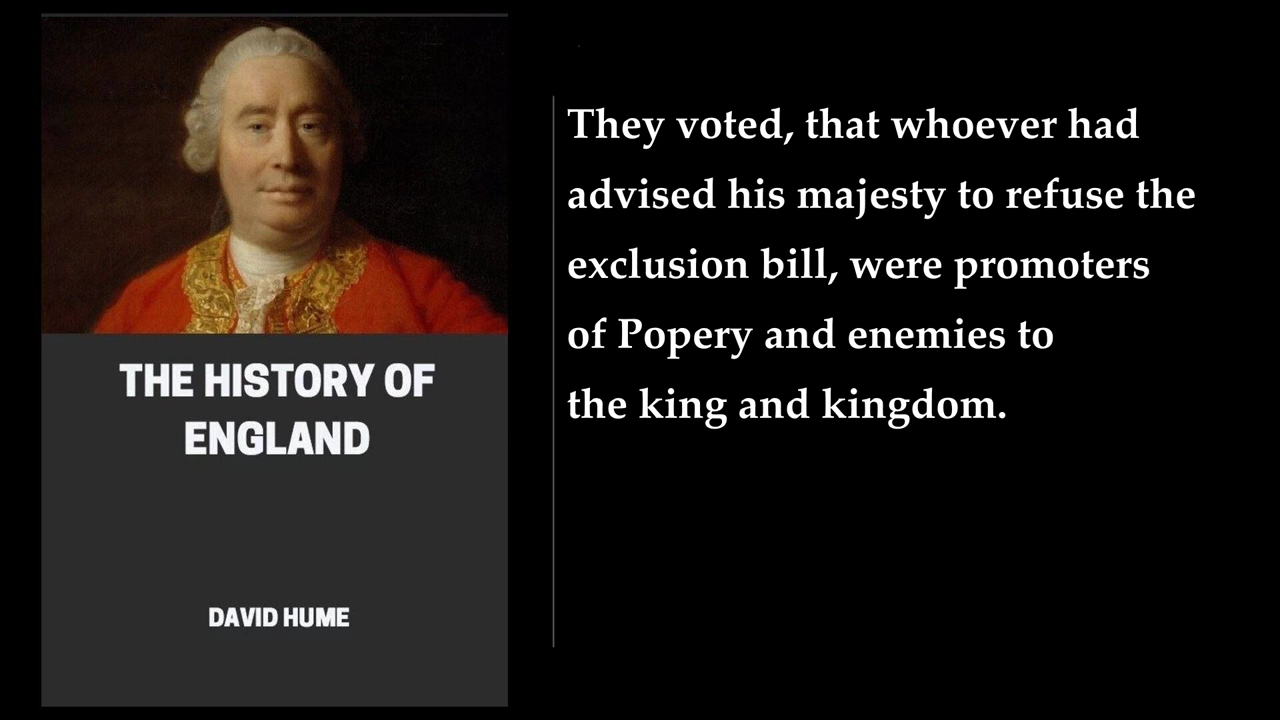 THE HISTORY OF
ENGLAND
DAVID HUME
They voted, that whoever had
advised his majesty to refuse the
exclusion bill, were promoters
of Popery and enemies to
the king and kingdom.